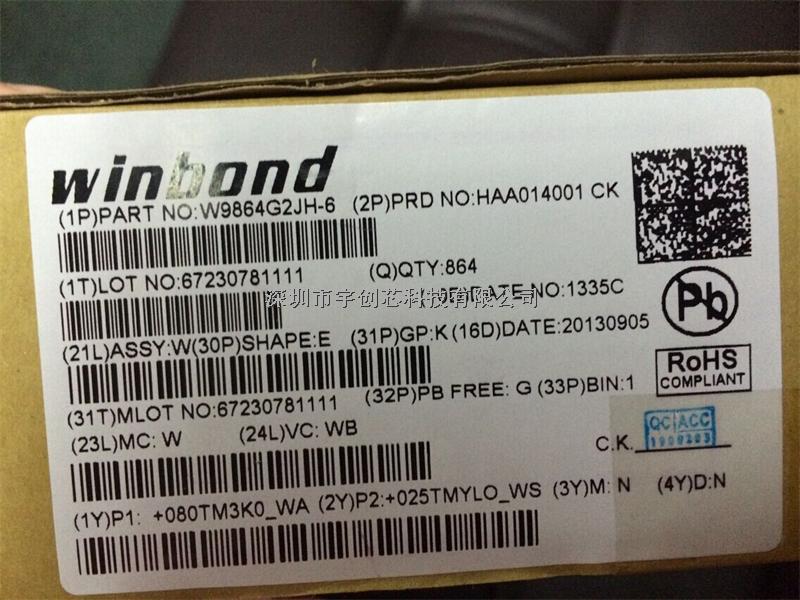 winbond
(1P)PART NO:W9864G2JH-6 (2P)PRD NO:HAA014001 CK
(1T)LOT NO:67230781111 (Q)QTY:864
DATE NO:1335C
深圳市宇创芯科技有限公司
(21L)ASSY:W(30P)SHAPE:E (31P)GP:K (16D)DATE:20130905
(31T)MLOT NO:67230781111 (32P)PB FREE: G (33P)BIN:1
(23L)MC: W (24L)VC: WB
(1Y)P1: +080TM3K0_WA (2Y)P2:+025TMYLO_WS (3Y)M: N (4Y)D:N
Pb
RoHS
COMPLIANT
C.K.
QC ACC